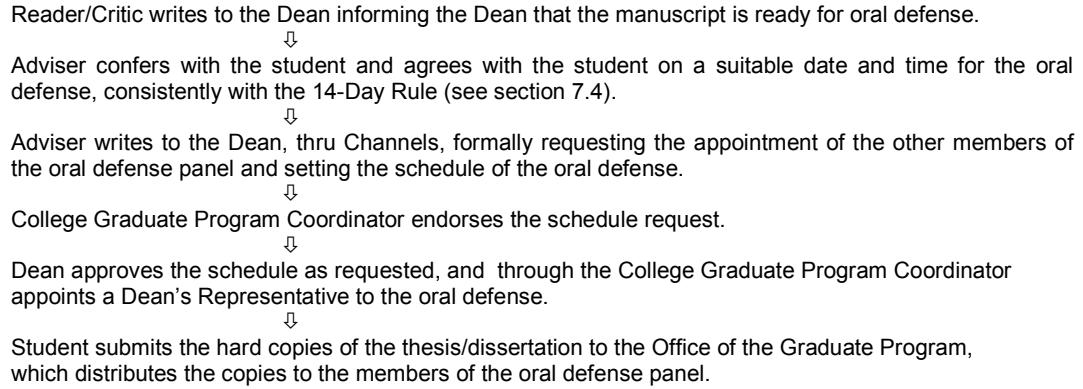 Reader/Critic writes to the Dean informing the Dean that the manuscript is ready for oral defense.
⇩
Adviser confers with the student and agrees with the student on a suitable date and time for the oral
defense, consistently with the 14-Day Rule (see section 7.4).
⇩
Adviser writes to the Dean, thru Channels, formally requesting the appointment of the other members of
the oral defense panel and setting the schedule of the oral defense.
⇩
College Graduate Program Coordinator endorses the schedule request.
⇩
Dean approves the schedule as requested, and through the College Graduate Program Coordinator
appoints a Dean’s Representative to the oral defense.
⇩
Student submits the hard copies of the thesis/dissertation to the Office of the Graduate Program,
which distributes the copies to the members of the oral defense panel.